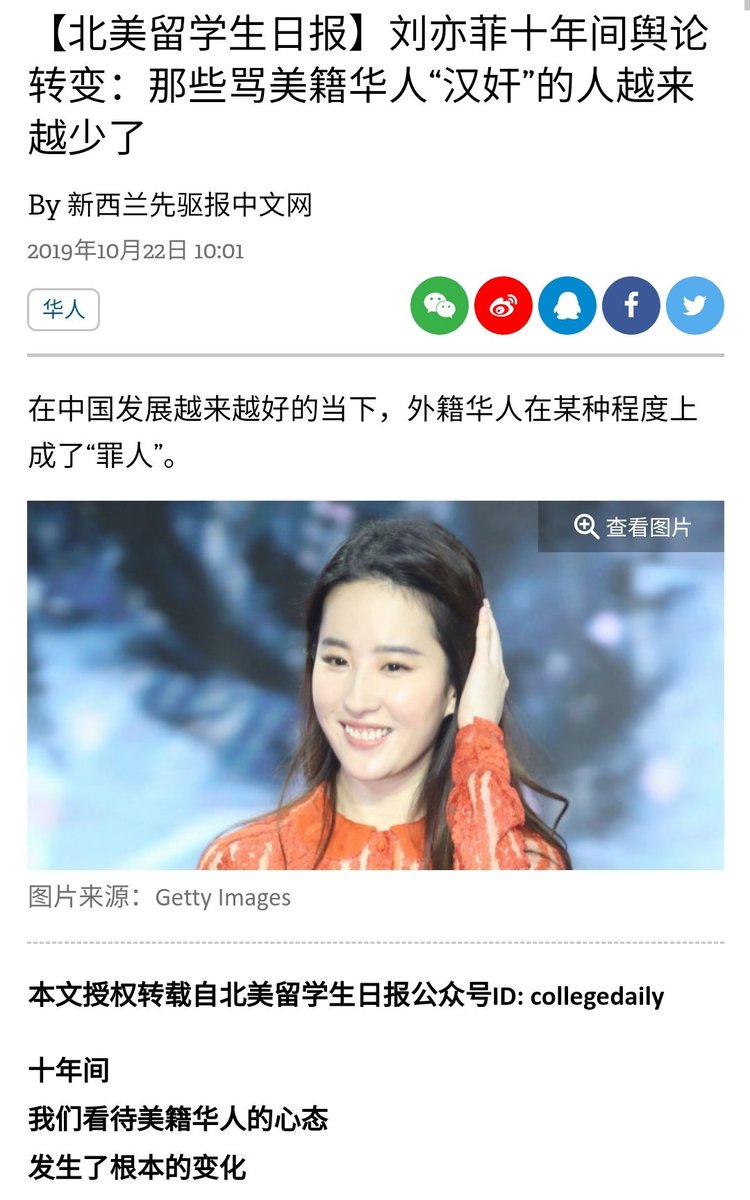 【北美留学生日报】刘亦菲十年间舆论
转变：那些骂美籍华人“汉奸”的人越来
越少了
By 新西兰先驱报中文网
2019年10月22日 10:01
华人
在中国发展越来越好的当下，外籍华人在某种程度上
成了“罪人”。
查看图片
图片来源：Getty Images
本文授权转载自北美留学生日报公众号ID: collegedaily
十年间
我们看待美籍华人的心态
发生了根本的变化